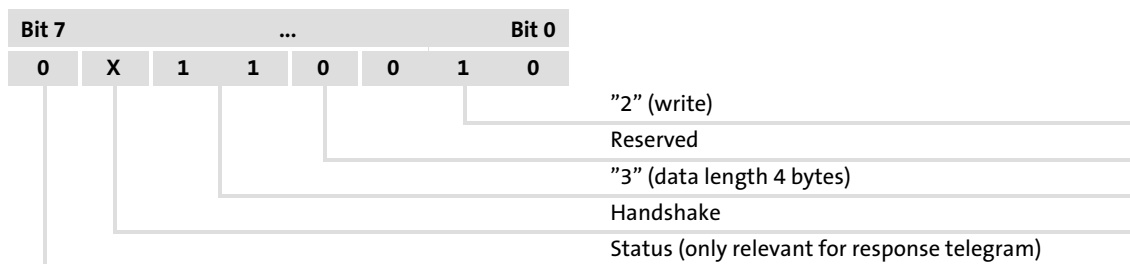 Bit 7 ... Bit 0
0 X 1 1 0 0 1 0
”2” (write)
Reserved
”3” (data length 4 bytes)
Handshake
Status (only relevant for response telegram)